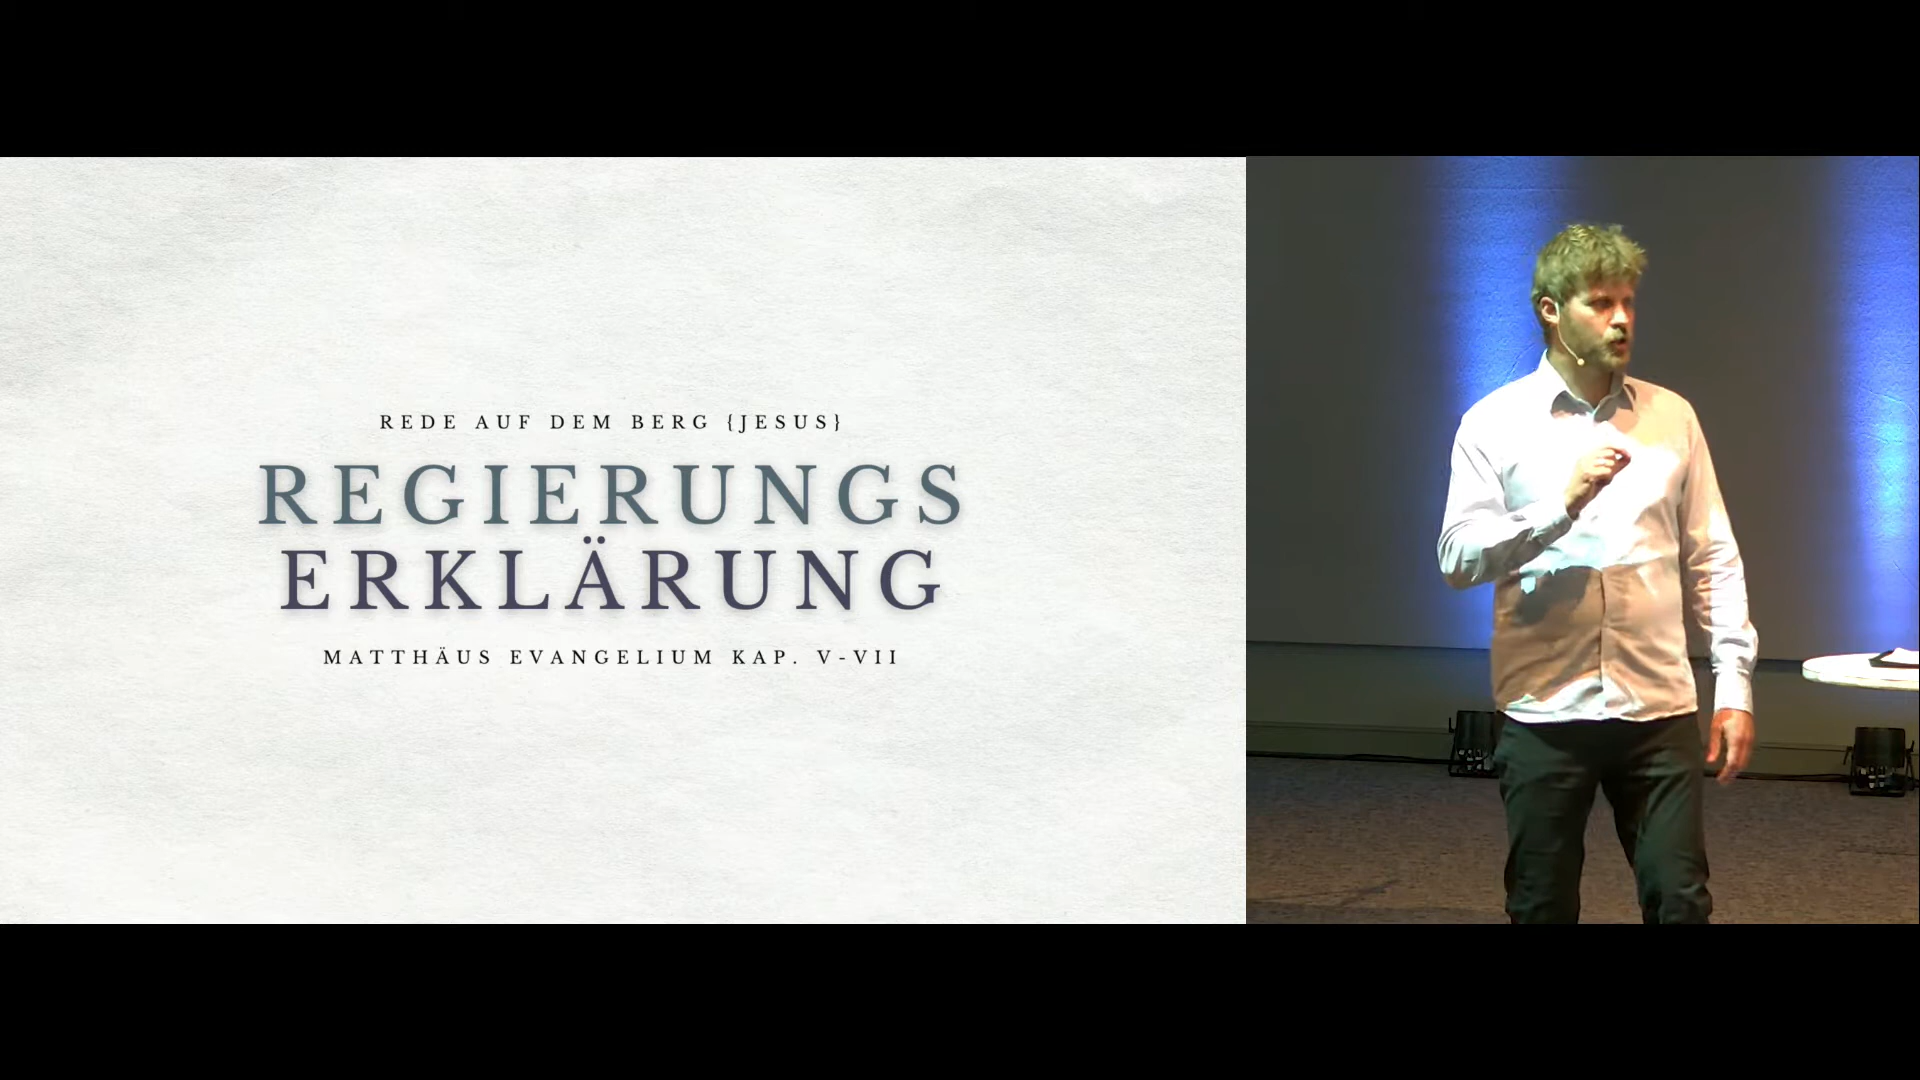 REDE AUF DEM BERG {JESUS}
REGIERUNGS
ERKLÄRUNG
MATTHÄUS EVANGELIUM KAP. V-VII